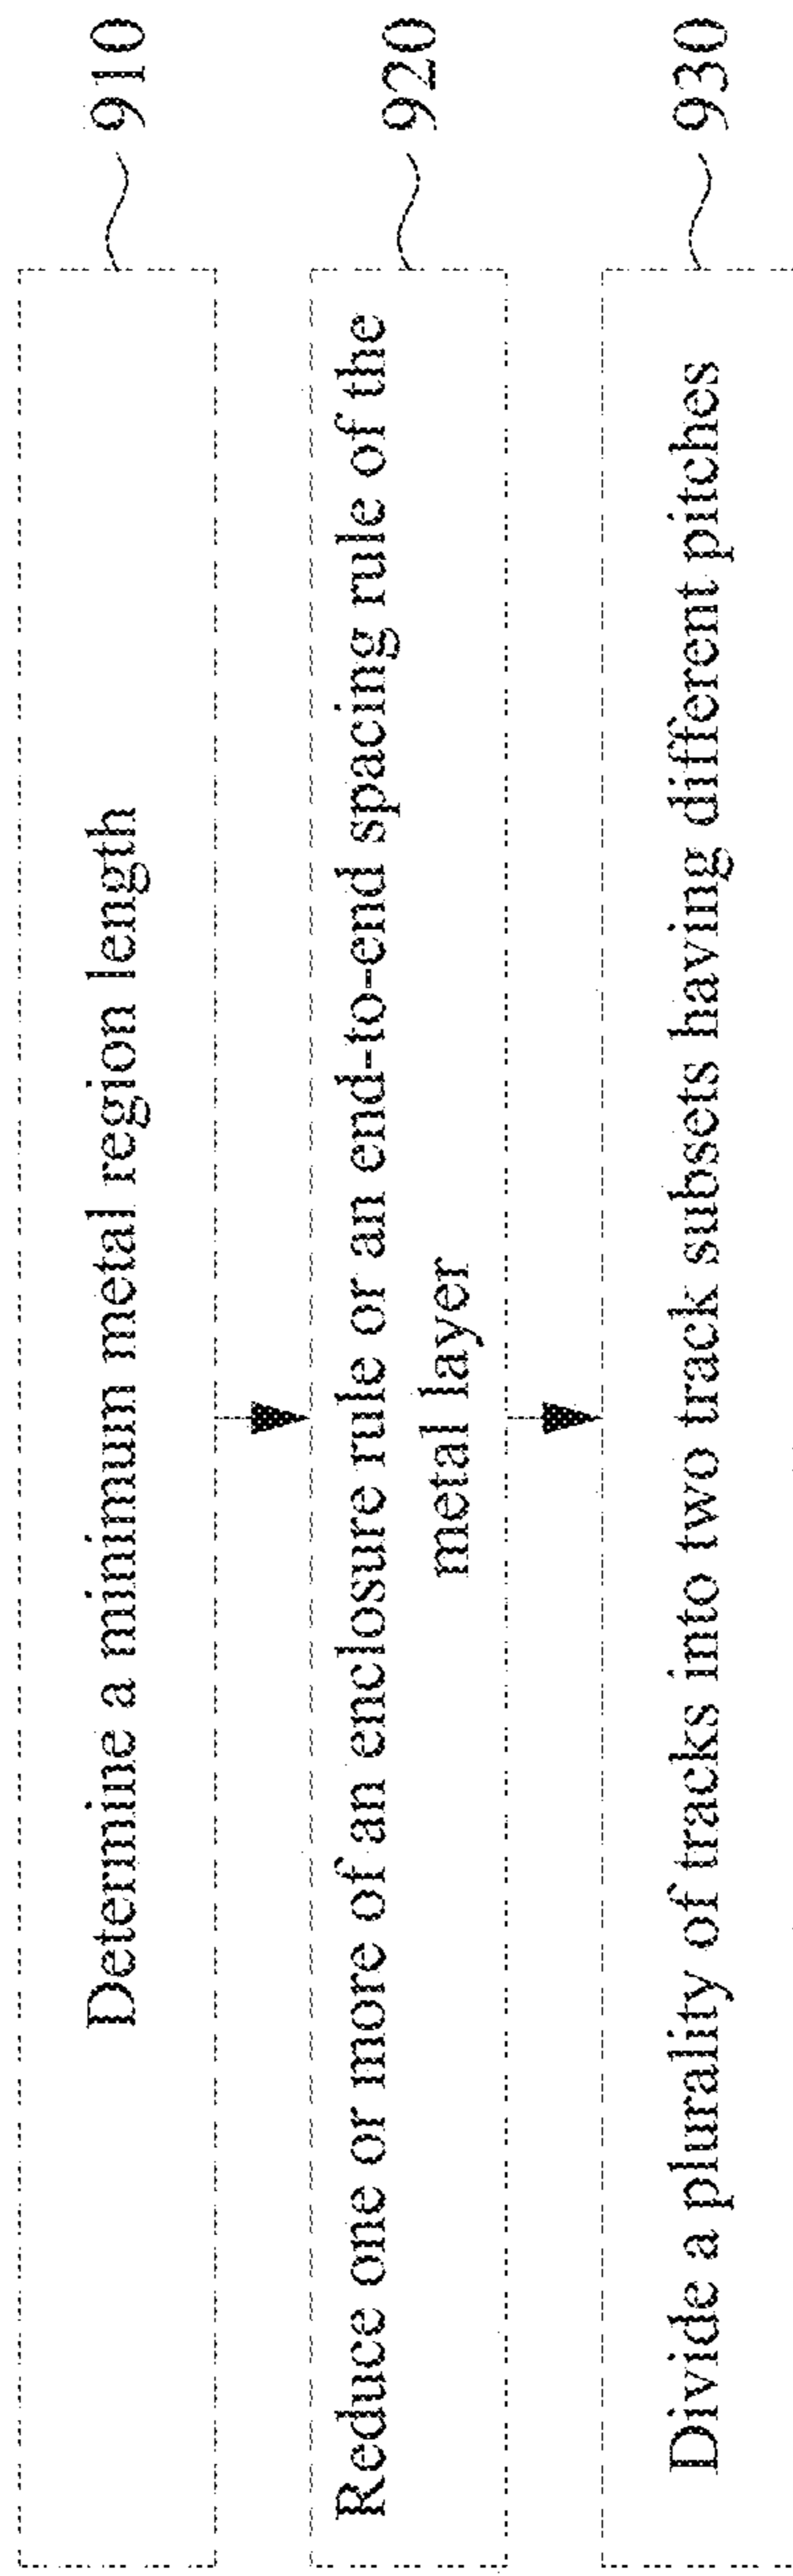 Determine a minimum metal region length
910
Reduce one or more of an enclosure rule or an end-to-end spacing rule of the
metal layer
920
Divide a plurality of tracks into two track subsets having different pitches
930